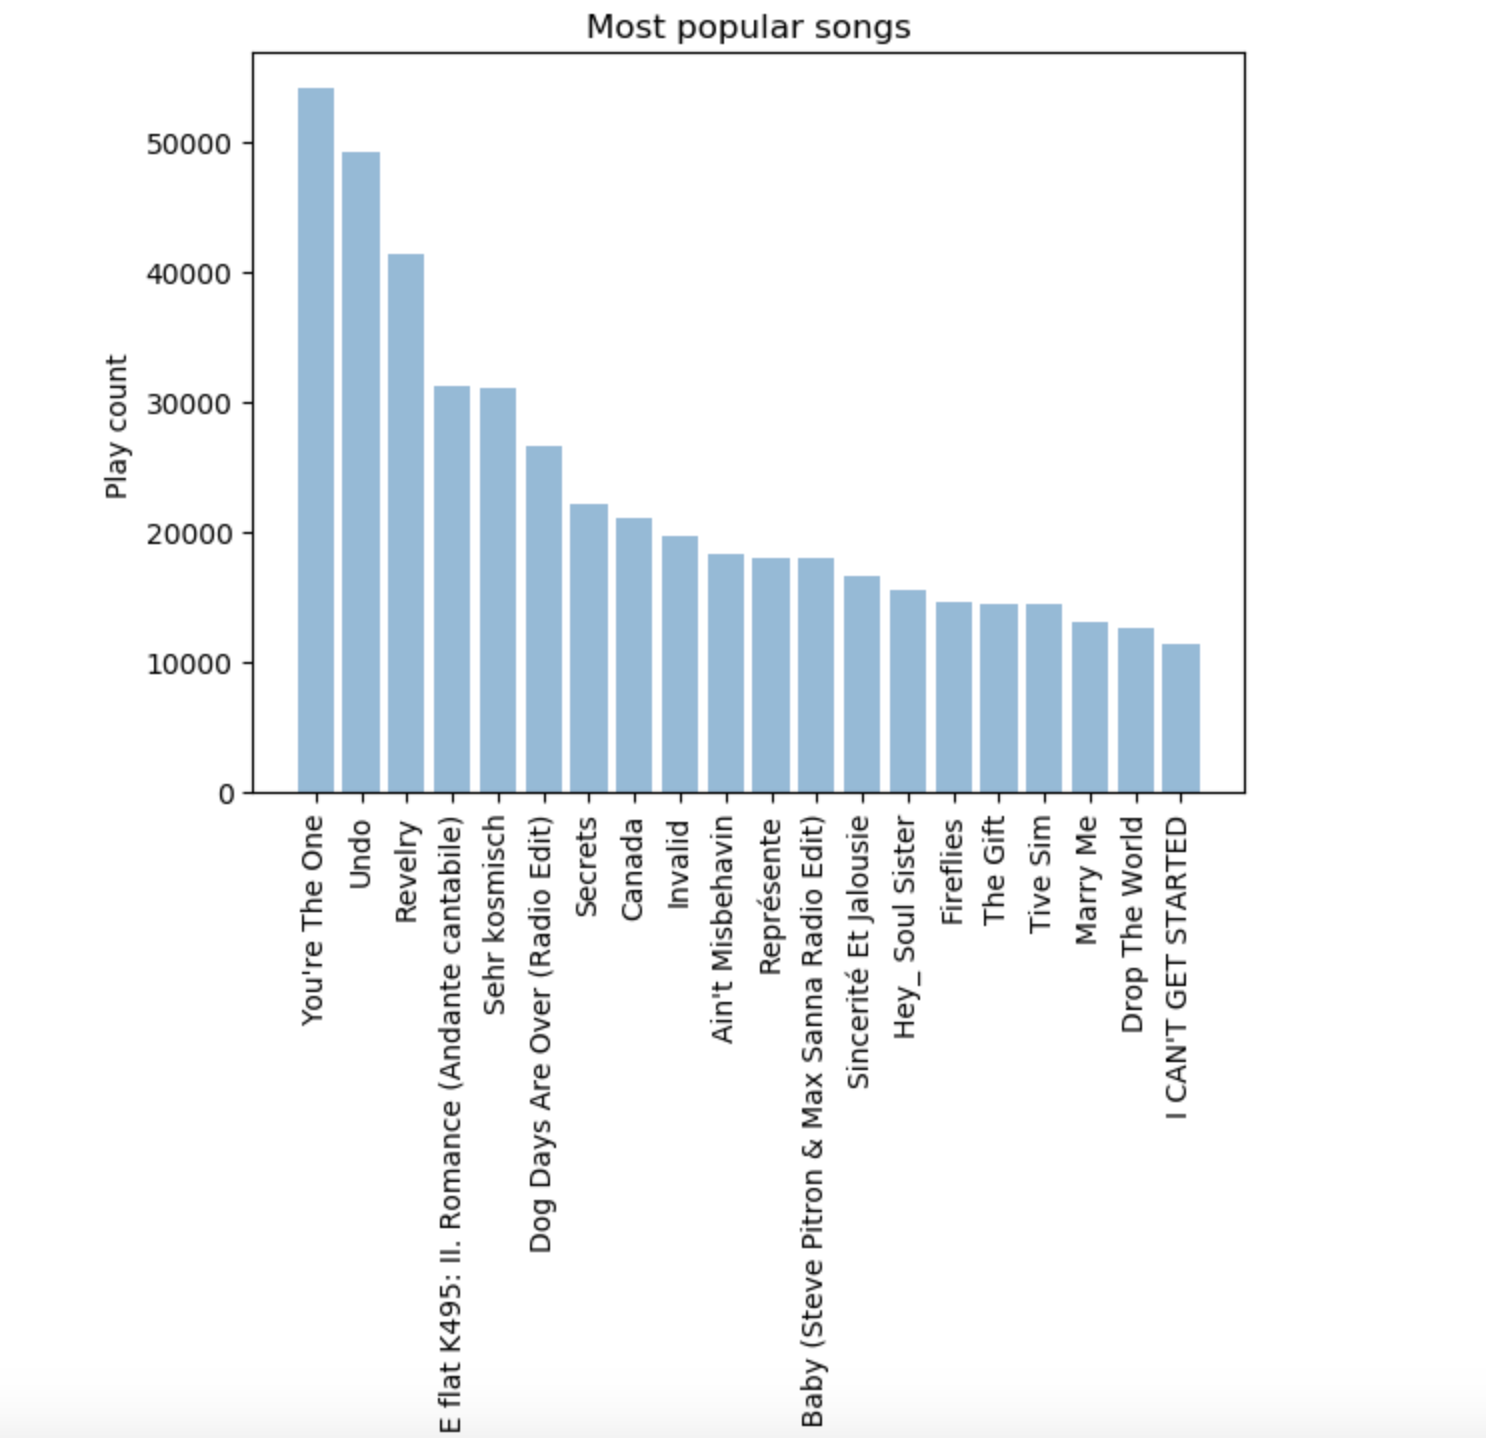 Most popular songs
Play count
50000
40000
30000
20000
10000
0
You're The One
Undo
Revelry
E flat K495: II. Romance (Andante cantabile)
Sehr kosmisch
Dog Days Are Over (Radio Edit)
Secrets
Canada
Invalid
Ain't Misbehavin
Représente
Baby (Steve Pitron & Max Sanna Radio Edit)
Sincerité Et Jalousie
Hey_ Soul Sister
Fireflies
The Gift
Tive Sim
Marry Me
Drop The World
I CAN'T GET STARTED